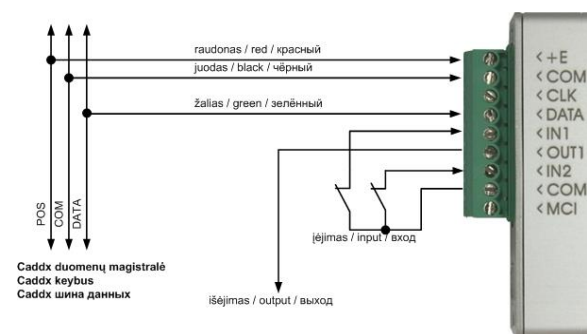 raudonas / red / красный
juodas / black / чёрный
žalias / green / зелённый
<+E
<COM
<CLK
<DATA
<IN1
<OUT1
<IN2
<COM
<MCI
POS
COM
DATA
įėjimas / input / вход
išėjimas / output / выход
Caddx duomenų magistralė
Caddx keybus
Caddx шина данных